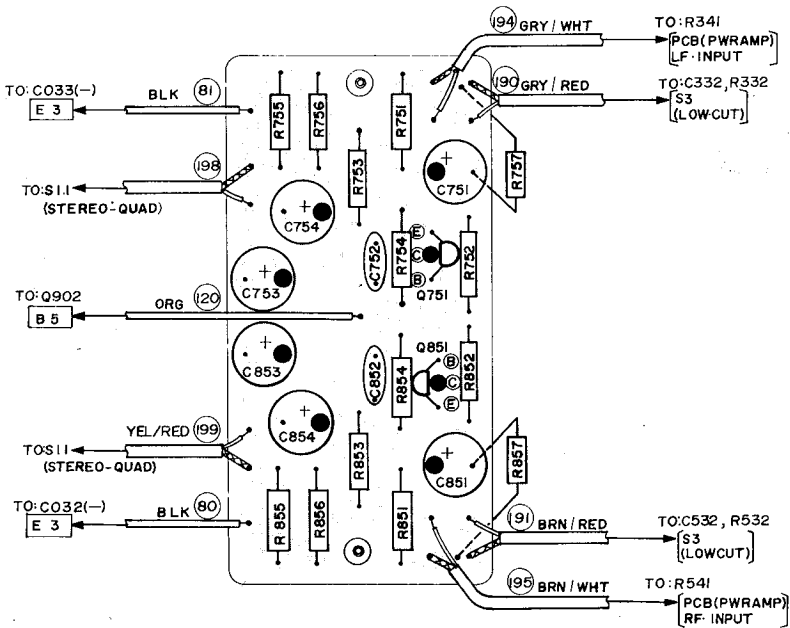 194 GRY/WHT
TO:R341
PCB(PWRAMP)
LF·INPUT
190 GRY/RED
TO:C332, R332
S3
(LOW·CUT)
TO:C033(-)
E 3
BLK 81
R755
R756
R751
R753
R757
C751
198
TO:S1.1
(STEREO-QUAD)
C754
C752
R754
E
C
B
Q751
R752
C753
TO:Q902
B 5
ORG 120
C853
C852
R854
Q851
B
C
E
R852
C854
YEL/RED 199
TO:S1.1
(STEREO-QUAD)
R853
C851
R857
TO:C032(-)
E 3
BLK 80
R855
R856
R851
191 BRN/RED
TO:C532, R532
S3
(LOWCUT)
195 BRN/WHT
TO:R541
PCB(PWRAMP)
RF·INPUT